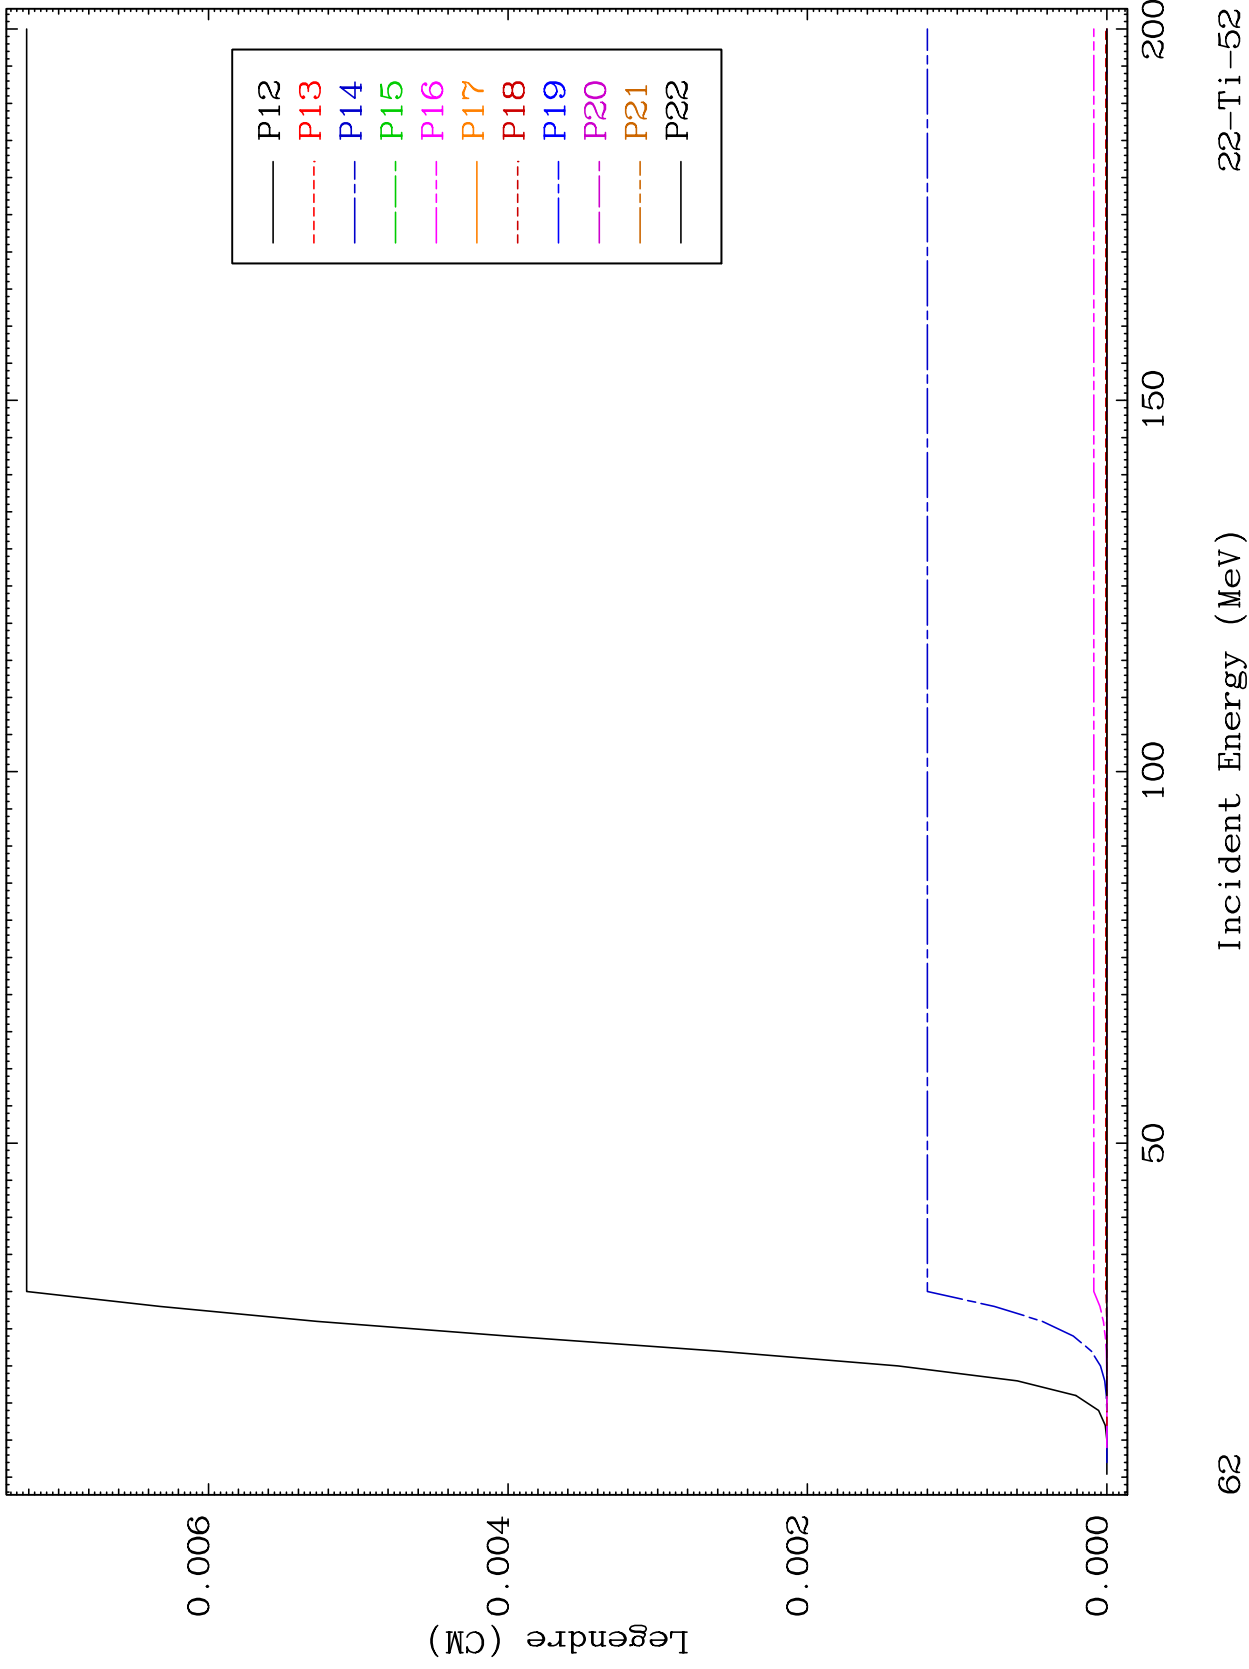 P12
P13
P14
P15
P16
P17
P18
P19
P20
P21
P22
0.006
0.004
0.002
0.000
Legendre (CM)
50
100
150
200
Incident Energy (MeV)
62
22-Ti-52